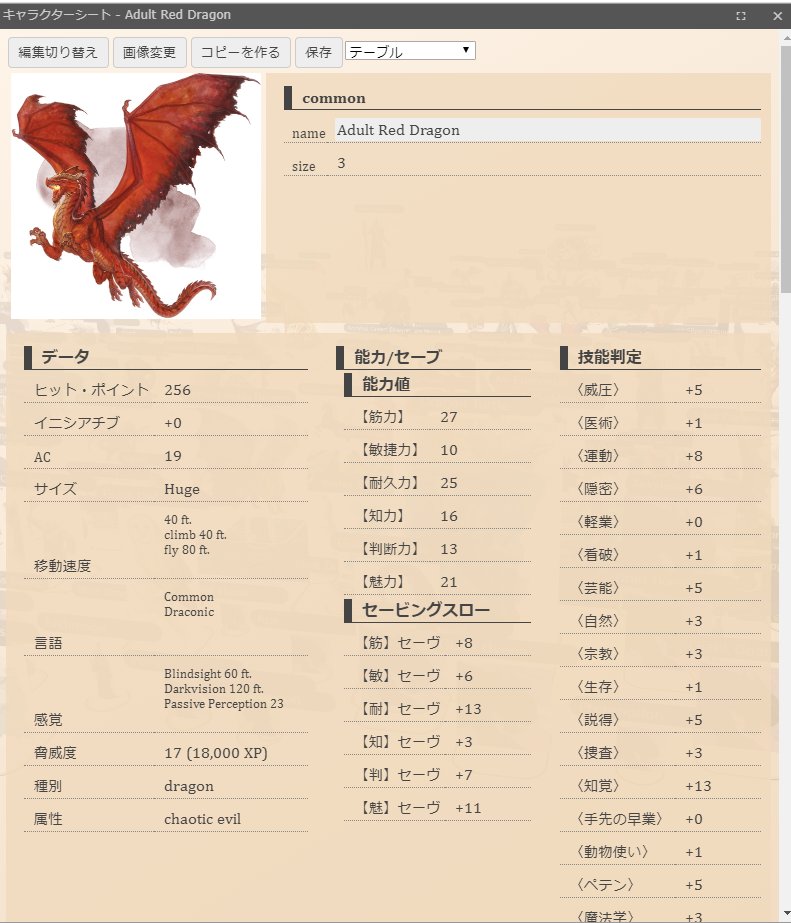 キャラクターシート - Adult Red Dragon
編集切り替え 画像変更 コピーを作る 保存 テーブル
common
name Adult Red Dragon
size 3
データ
ヒット・ポイント 256
イニシアチブ +0
AC 19
サイズ Huge
40 ft.
climb 40 ft.
fly 80 ft.
移動速度
Common
Draconic
言語
Blindsight 60 ft.
Darkvision 120 ft.
Passive Perception 23
感覚
脅威度 17 (18,000 XP)
種別 dragon
属性 chaotic evil
能力/セーブ
能力値
【筋力】 27
【敏捷力】 10
【耐久力】 25
【知力】 16
【判断力】 13
【魅力】 21
セービングスロー
【筋】セーヴ +8
【敏】セーヴ +6
【耐】セーヴ +13
【知】セーヴ +3
【判】セーヴ +7
【魅】セーヴ +11
技能判定
〈威圧〉 +5
〈医術〉 +1
〈運動〉 +8
〈隠密〉 +6
〈軽業〉 +0
〈看破〉 +1
〈芸能〉 +5
〈自然〉 +3
〈宗教〉 +3
〈生存〉 +1
〈説得〉 +5
〈捜査〉 +3
〈知覚〉 +13
〈手先の早業〉 +0
〈動物使い〉 +1
〈ペテン〉 +5
〈魔法学〉 +3